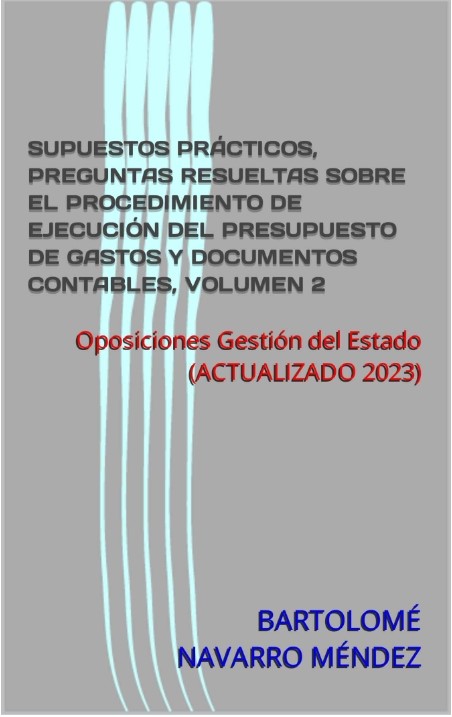 SUPUESTOS PRÁCTICOS,
PREGUNTAS RESUELTAS SOBRE
EL PROCEDIMIENTO DE
EJECUCIÓN DEL PRESUPUESTO
DE GASTOS Y DOCUMENTOS
CONTABLES, VOLUMEN 2
Oposiciones Gestión del Estado
(ACTUALIZADO 2023)
BARTOLOMÉ
NAVARRO MÉNDEZ